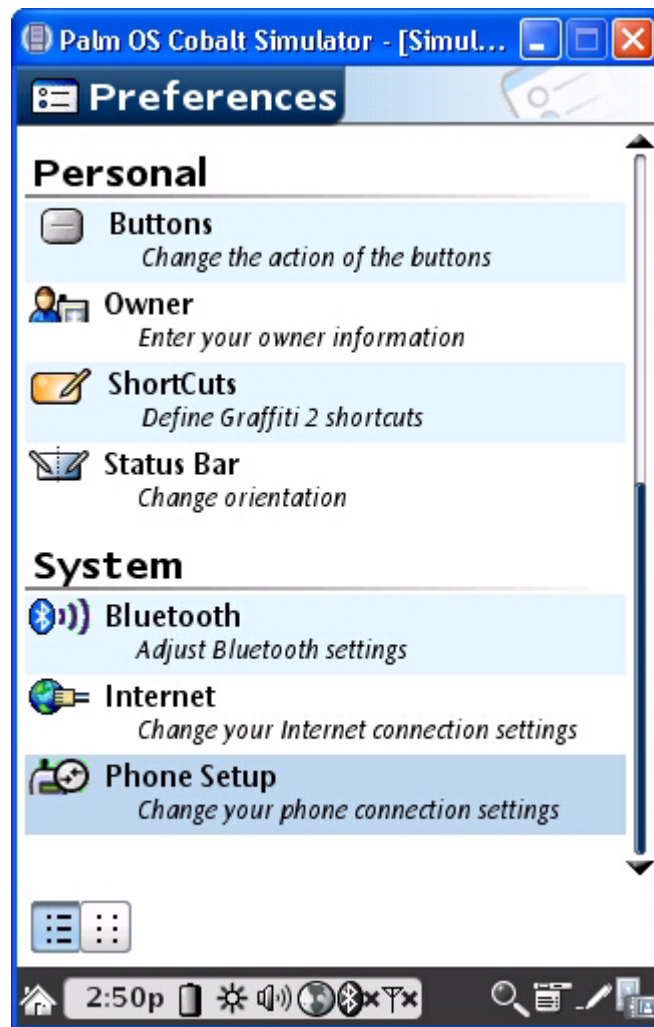 Palm OS Cobalt Simulator - [Simul...
Preferences
Personal
Buttons
Change the action of the buttons
Owner
Enter your owner information
ShortCuts
Define Graffiti 2 shortcuts
Status Bar
Change orientation
System
Bluetooth
Adjust Bluetooth settings
Internet
Change your Internet connection settings
Phone Setup
Change your phone connection settings
2:50p